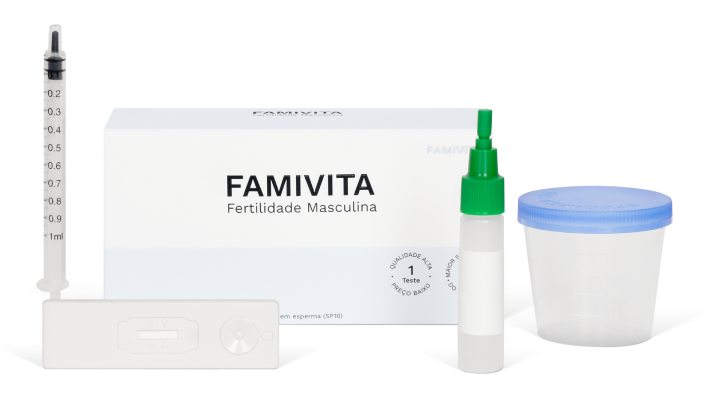 FAMIVITA
FAMIVITA
Fertilidade Masculina
QUALIDADE ALTA
1
Teste
PREÇO BAIXO
em esperma (SP10)
0.2
0.3
0.4
0.5
0.6
0.7
0.8
0.9
1ml